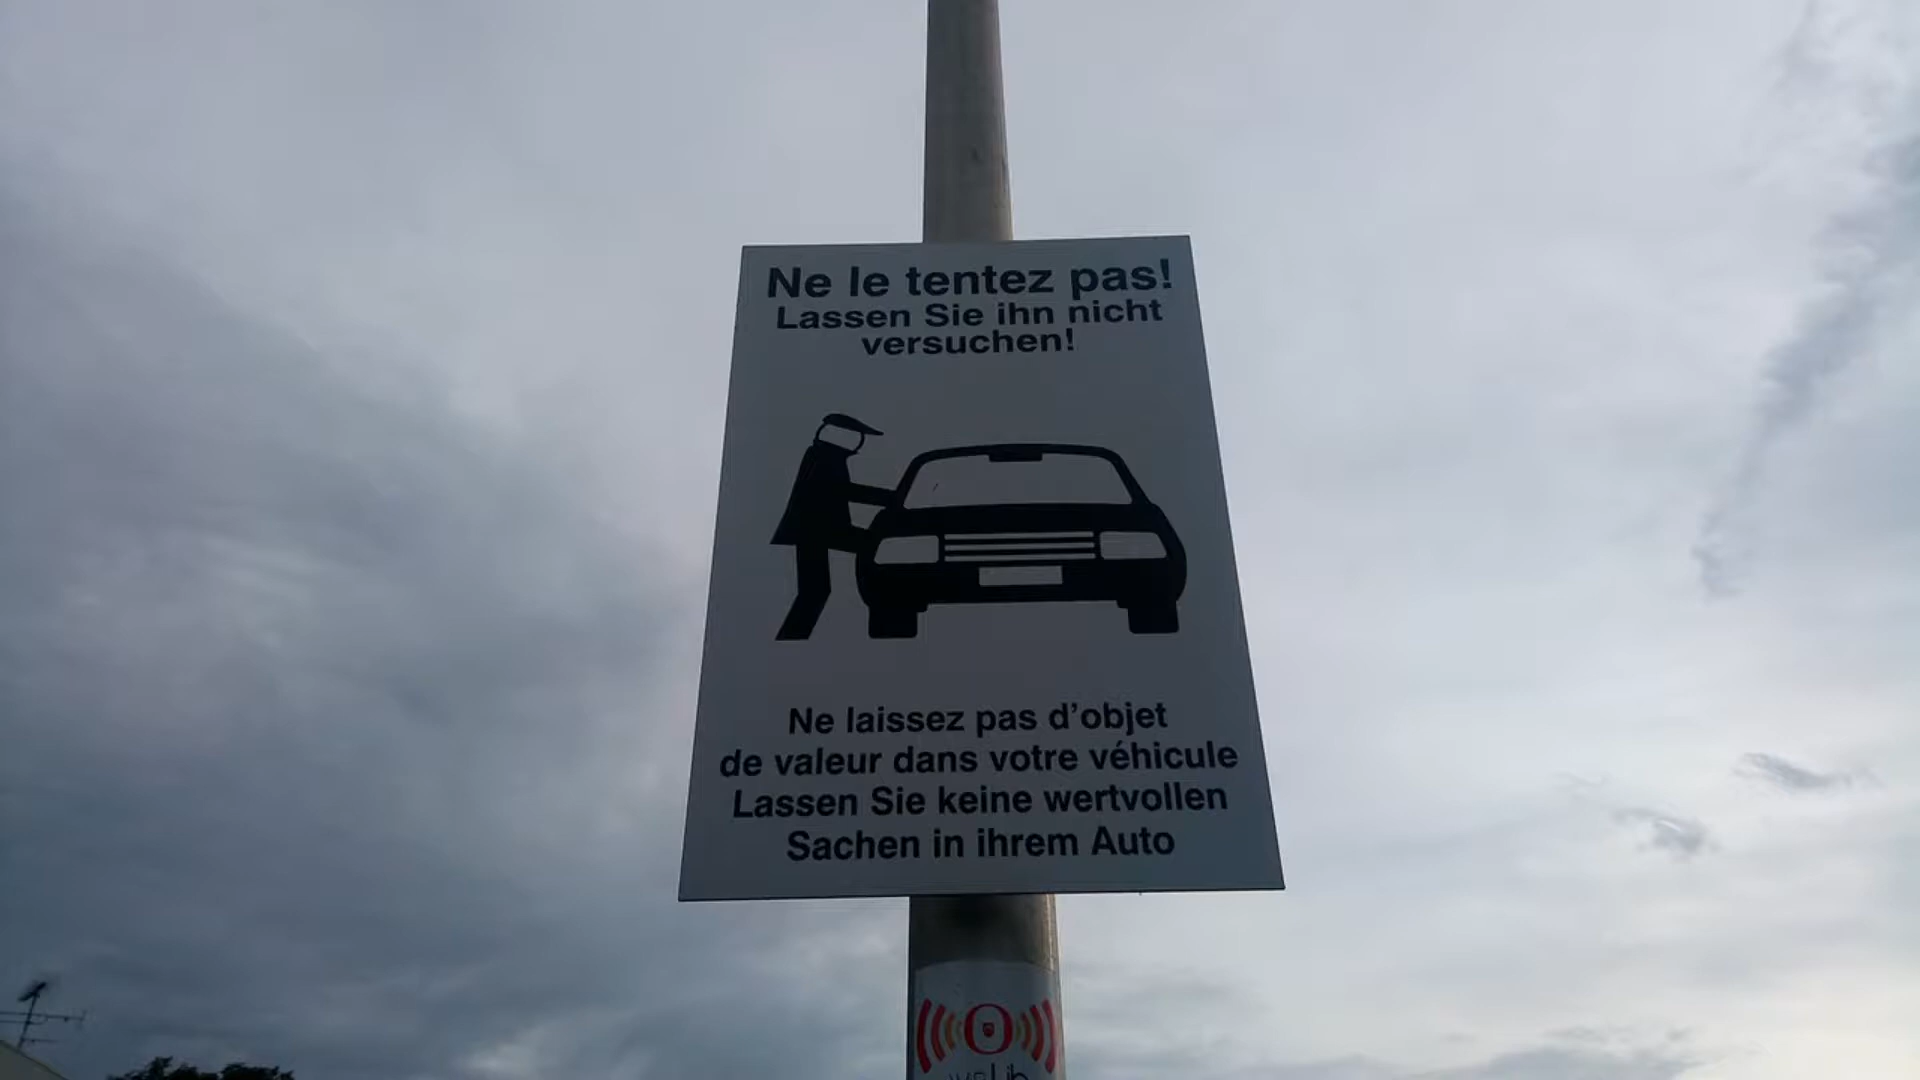 Ne le tentez pas!
Lassen Sie ihn nicht
versuchen!
Ne laissez pas d'objet
de valeur dans votre véhicule
Lassen Sie keine wertvollen
Sachen in ihrem Auto